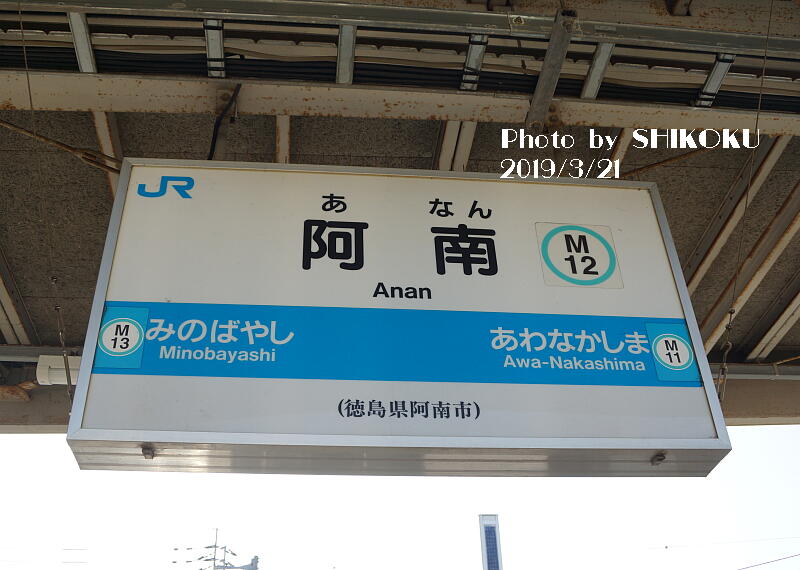 Photo by SHIKOKU
2019/3/21
JR
あ なん
阿南
Anan
M
12
M
13
みのばやし
Minobayashi
あわなかしま
Awa-Nakashima
M
11
(徳島県阿南市)